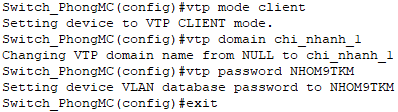 Switch_PhongMC(config)#vtp mode client
Setting device to VTP CLIENT mode.
Switch_PhongMC(config)#vtp domain chi_nhanh_1
Changing VTP domain name from NULL to chi_nhanh_1
Switch_PhongMC(config)#vtp password NHOM9TKM
Setting device VLAN database password to NHOM9TKM
Switch_PhongMC(config)#exit